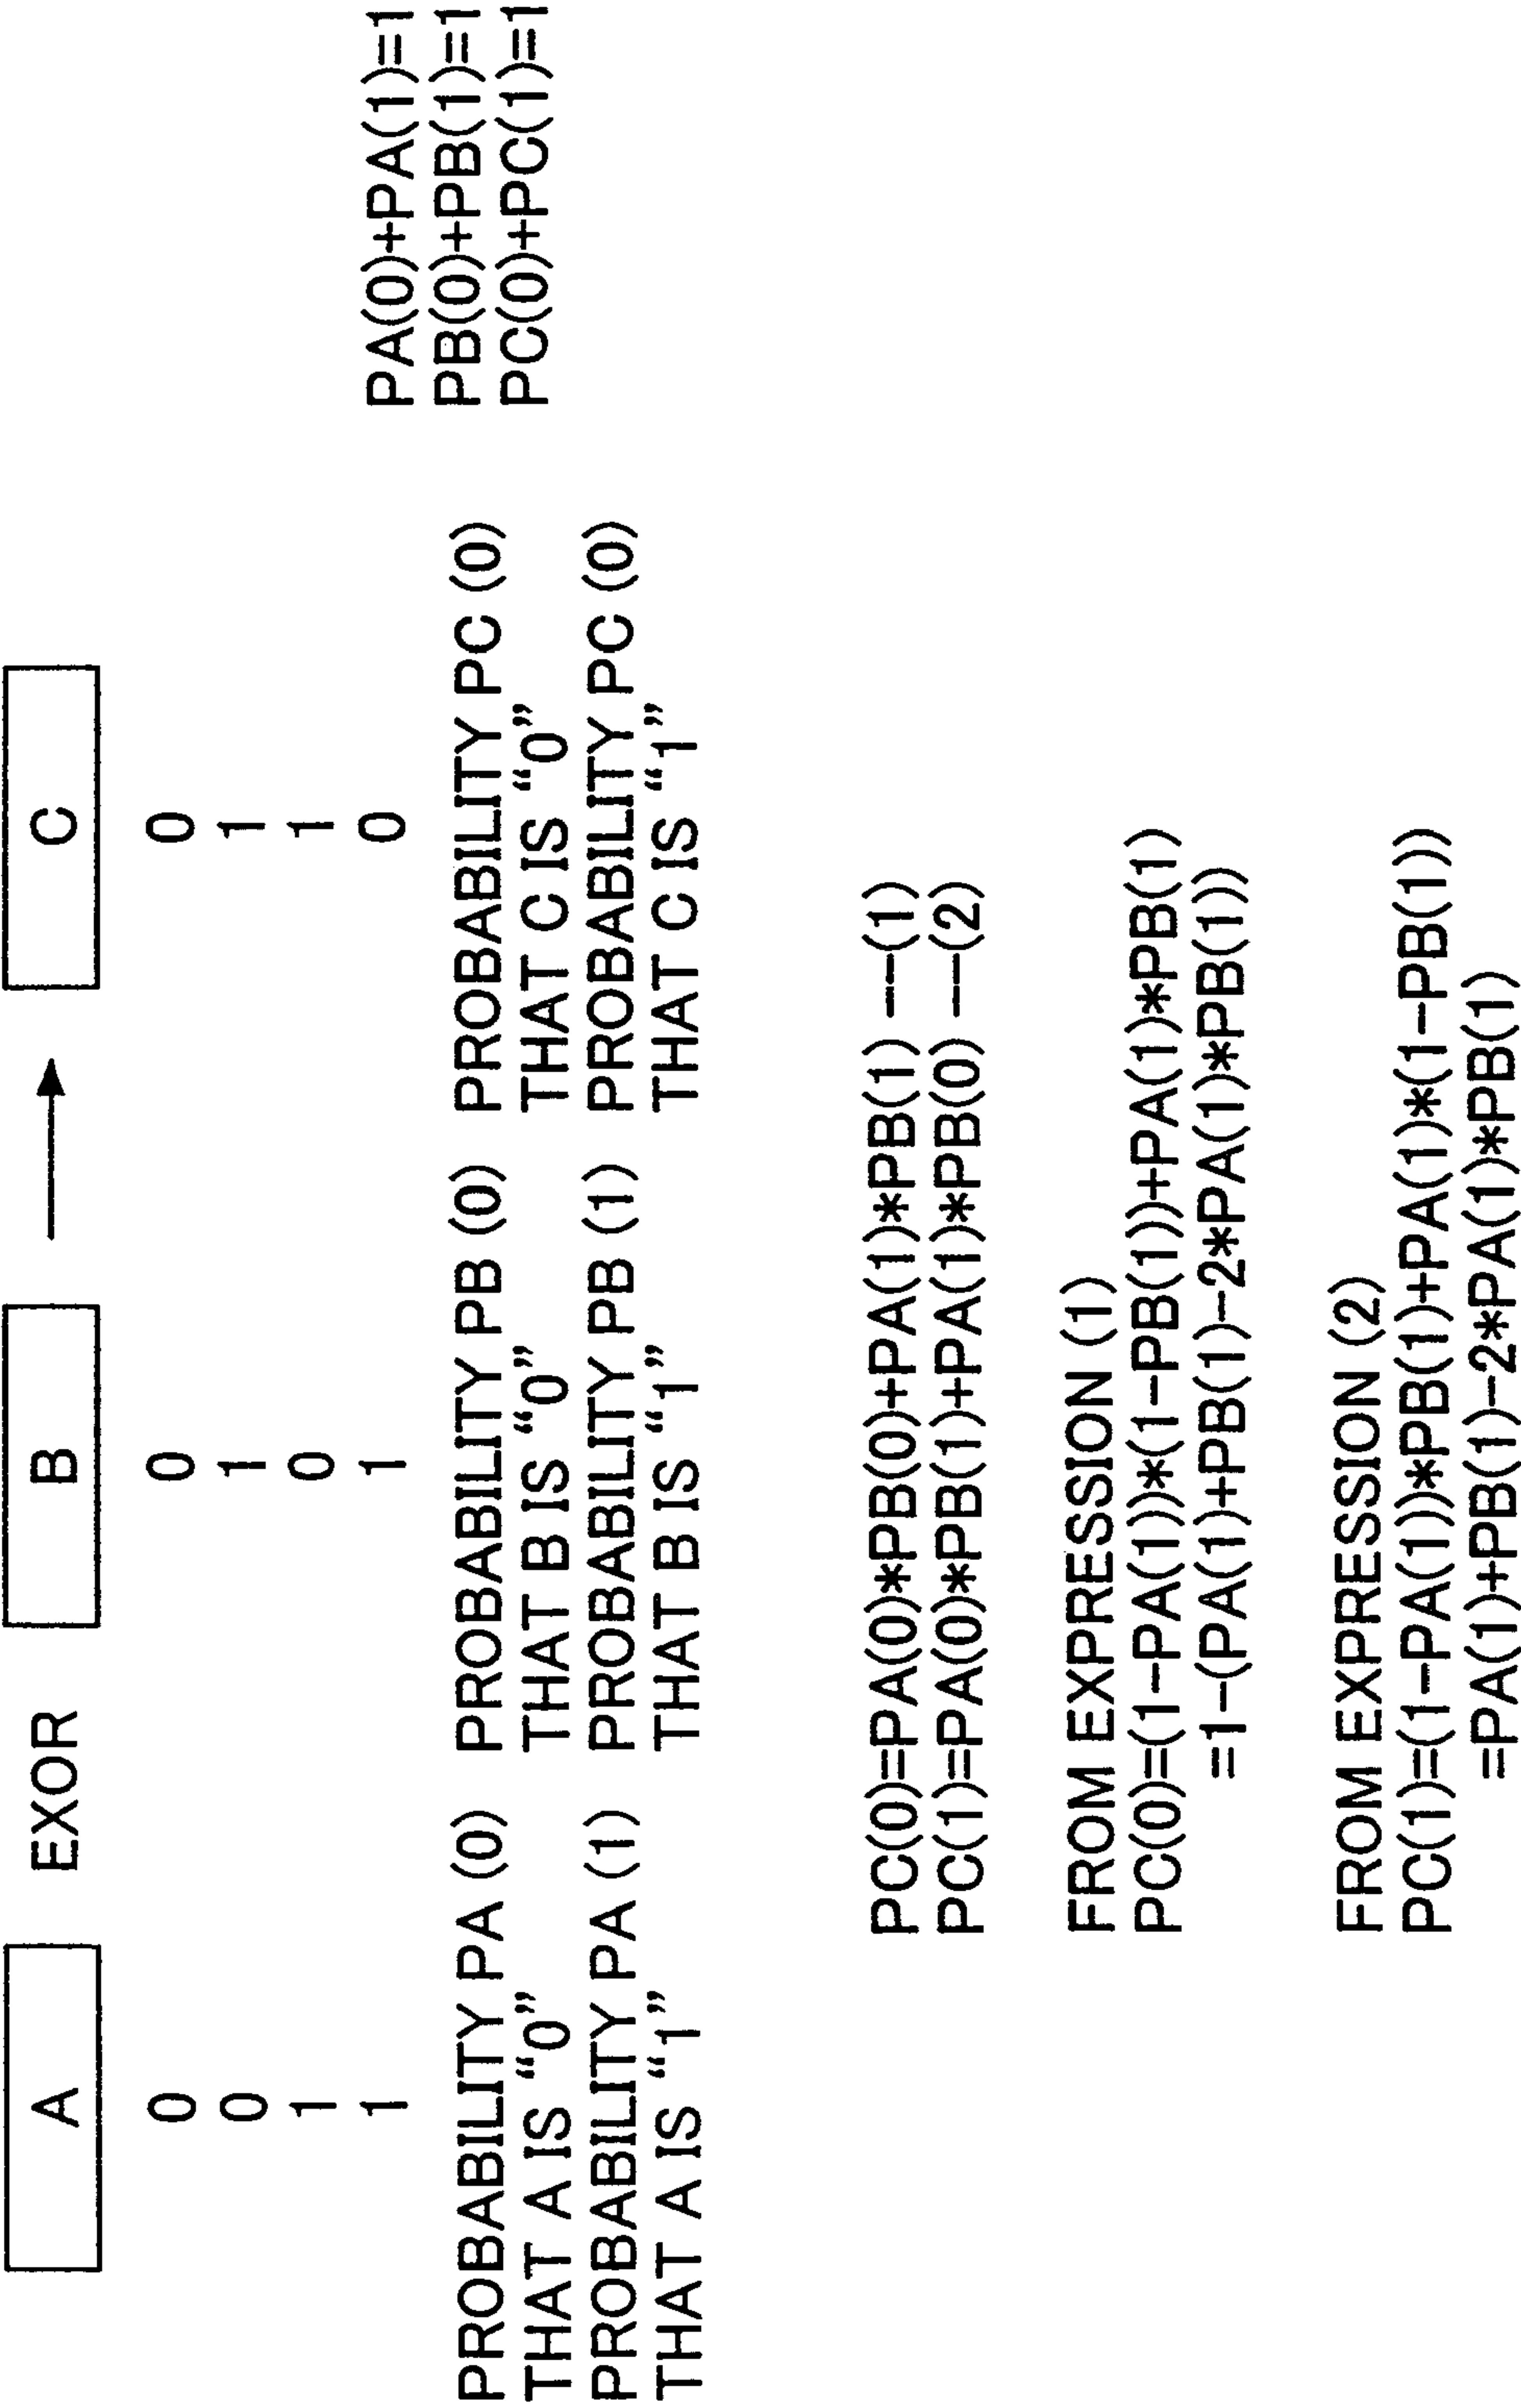 A EXOR B C
0 0 0
0 1 1
1 0 1
1 1 0
PA(0)+PA(1)=1
PB(0)+PB(1)=1
PC(0)+PC(1)=1
PROBABILITY PA (0)
THAT A IS “0”
PROBABILITY PA (1)
THAT A IS “1”
PROBABILITY PB (0)
THAT B IS “0”
PROBABILITY PB (1)
THAT B IS “1”
PROBABILITY PC (0)
THAT C IS “0”
PROBABILITY PC (0)
THAT C IS “1”
PC(0)=PA(0)*PB(0)+PA(1)*PB(1) ---(1)
PC(1)=PA(0)*PB(1)+PA(1)*PB(0) ---(2)
FROM EXPRESSION (1)
PC(0)=(1-PA(1))*(1-PB(1))+PA(1)*PB(1)
=1-(PA(1)+PB(1)-2*PA(1)*PB(1))
FROM EXPRESSION (2)
PC(1)=(1-PA(1))*PB(1)+PA(1)*(1-PB(1))
=PA(1)+PB(1)-2*PA(1)*PB(1)